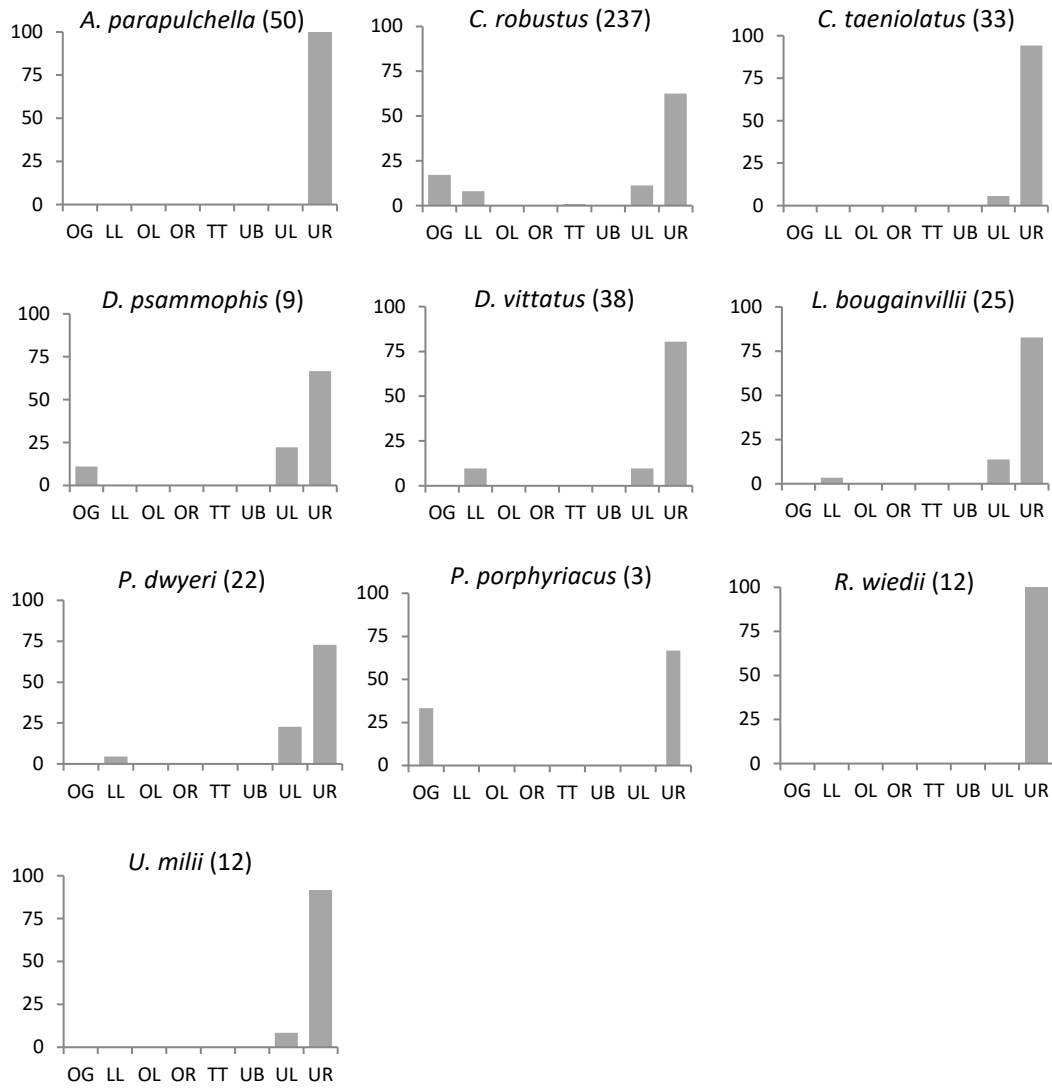 A. parapulchella (50)
100
75
50
25
0
OG LL OL OR TT UB UL UR
C. robustus (237)
100
75
50
25
0
OG LL OL OR TT UB UL UR
C. taeniolatus (33)
100
75
50
25
0
OG LL OL OR TT UB UL UR
D. psammophis (9)
100
75
50
25
0
OG LL OL OR TT UB UL UR
D. vittatus (38)
100
75
50
25
0
OG LL OL OR TT UB UL UR
L. bougainvillii (25)
100
75
50
25
0
OG LL OL OR TT UB UL UR
P. dwyeri (22)
100
75
50
25
0
OG LL OL OR TT UB UL UR
P. porphyriacus (3)
100
75
50
25
0
OG LL OL OR TT UB UL UR
R. wiedii (12)
100
75
50
25
0
OG LL OL OR TT UB UL UR
U. milii (12)
100
75
50
25
0
OG LL OL OR TT UB UL UR